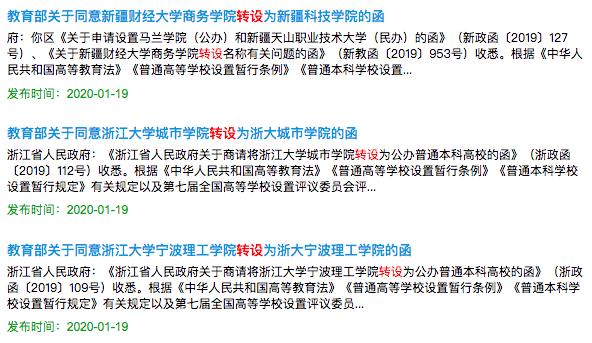 教育部关于同意新疆财经大学商务学院转设为新疆科技学院的函
府：你区《关于申请设置马兰学院（公办）和新疆天山职业技术大学（民办）的函》（新政函〔2019〕127
号）、《关于新疆财经大学商务学院转设名称有关问题的函》（新教函〔2019〕953号）收悉。根据《中华人
民共和国高等教育法》《普通高等学校设置暂行条例》《普通本科学校设置...
发布时间：2020-01-19
教育部关于同意浙江大学城市学院转设为浙大城市学院的函
浙江省人民政府：《浙江省人民政府关于商请将浙江大学城市学院转设为公办普通本科高校的函》（浙政函
〔2019〕112号）收悉。根据《中华人民共和国高等教育法》《普通高等学校设置暂行条例》《普通本科学校
设置暂行规定》有关规定以及第七届全国高等学校设置评议委员会评...
发布时间：2020-01-19
教育部关于同意浙江大学宁波理工学院转设为浙大宁波理工学院的函
浙江省人民政府：《浙江省人民政府关于商请将浙江大学宁波理工学院转设为公办普通本科高校的函》（浙政
函〔2019〕109号）收悉。根据《中华人民共和国高等教育法》《普通高等学校设置暂行条例》《普通本科学
校设置暂行规定》有关规定以及第七届全国高等学校设置评议委员...
发布时间：2020-01-19